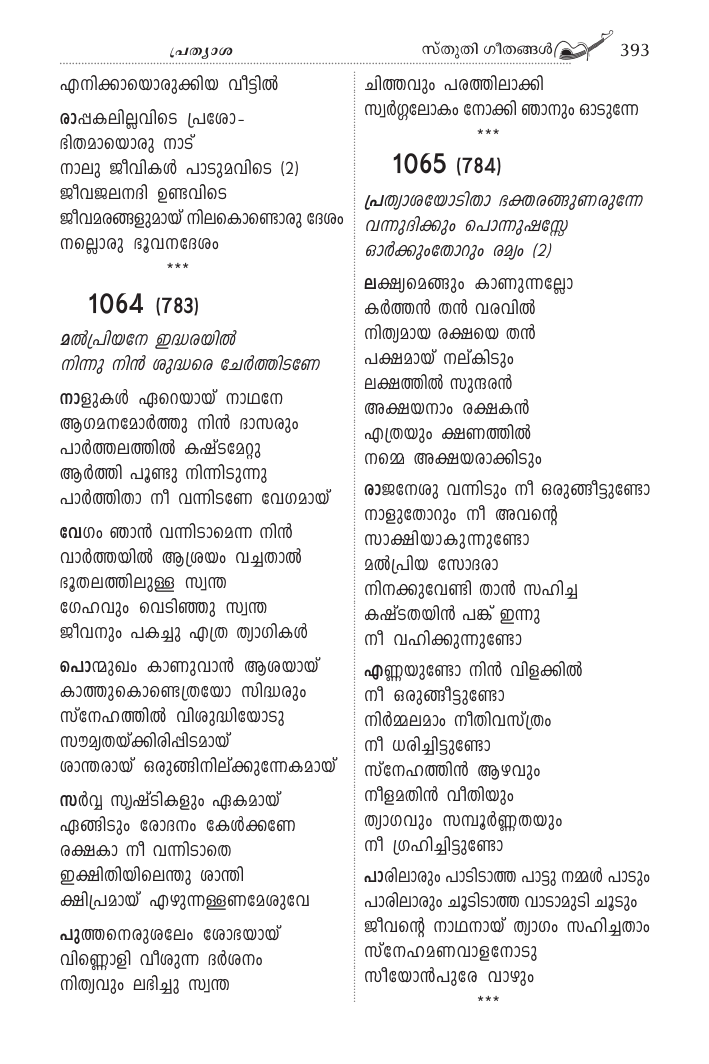 പ്രത്യാശ
സ്തുതി ഗീതങ്ങൾ 393
എനിക്കായൊരുക്കിയ വീട്ടിൽ
രാപ്പകലില്ലവിടെ പ്രശോ-
ഭിതമായൊരു നാട്
നാലു ജീവികൾ പാടുമവിടെ (2)
ജീവജലനദി ഉണ്ടവിടെ
ജീവമരങ്ങളുമായ് നിലകൊണ്ടൊരു ദേശം
നല്ലൊരു ഭൂവനദേശം
***
1064 (783)
മൽപ്രിയനേ ഇദ്ധരയിൽ
നിന്നു നിൻ ശുദ്ധരെ ചേർത്തിടണേ
നാളുകൾ ഏറെയായ് നാഥനേ
ആഗമനമോർത്തു നിൻ ദാസരും
പാർത്തലത്തിൽ കഷ്ടമേറ്റു
ആർത്തി പൂണ്ടു നിന്നിടുന്നു
പാർത്തിതാ നീ വന്നിടണേ വേഗമായ്
വേഗം ഞാൻ വന്നിടാമെന്ന നിൻ
വാർത്തയിൽ ആശ്രയം വച്ചതാൽ
ഭൂതലത്തിലുള്ള സ്വന്ത
ഗേഹവും വെടിഞ്ഞു സ്വന്ത
ജീവനും പകച്ചു എത്ര ത്യാഗികൾ
പൊന്മുഖം കാണുവാൻ ആശയായ്
കാത്തുകൊണ്ടെത്രയോ സിദ്ധരും
സ്നേഹത്തിൽ വിശുദ്ധിയോടു
സൗമ്യതയ്ക്കിരിപ്പിടമായ്
ശാന്തരായ് ഒരുങ്ങിനില്ക്കുന്നേകമായ്
സർവ്വ സൃഷ്ടികളും ഏകമായ്
ഏങ്ങിടും രോദനം കേൾക്കണേ
രക്ഷകാ നീ വന്നിടാതെ
ഇക്ഷിതിയിലെന്തു ശാന്തി
ക്ഷിപ്രമായ് എഴുന്നള്ളണമേശുവേ
പുത്തനെരുശലേം ശോഭയായ്
വിണ്ണൊളി വീശുന്ന ദർശനം
നിത്യവും ലഭിച്ചു സ്വന്ത
ചിത്തവും പരത്തിലാക്കി
സ്വർഗ്ഗലോകം നോക്കി ഞാനും ഓടുന്നേ
***
1065 (784)
പ്രത്യാശയോടിതാ ഭക്തരങ്ങുണരുന്നേ
വന്നുദിക്കും പൊന്നുഷസ്സേ
ഓർക്കുംതോറും രമ്യം (2)
ലക്ഷ്യമെങ്ങും കാണുന്നല്ലോ
കർത്തൻ തൻ വരവിൽ
നിത്യമായ രക്ഷയെ തൻ
പക്ഷമായ് നല്കിടും
ലക്ഷത്തിൽ സുന്ദരൻ
അക്ഷയനാം രക്ഷകൻ
എത്രയും ക്ഷണത്തിൽ
നമ്മെ അക്ഷയരാക്കിടും
രാജനേശു വന്നിടും നീ ഒരുങ്ങീട്ടുണ്ടോ
നാളുതോറും നീ അവന്റെ
സാക്ഷിയാകുന്നുണ്ടോ
മൽപ്രിയ സോദരാ
നിനക്കുവേണ്ടി താൻ സഹിച്ച
കഷ്ടതയിൻ പങ്ക് ഇന്നു
നീ വഹിക്കുന്നുണ്ടോ
എണ്ണയുണ്ടോ നിൻ വിളക്കിൽ
നീ ഒരുങ്ങീട്ടുണ്ടോ
നിർമ്മലമാം നീതിവസ്ത്രം
നീ ധരിച്ചിട്ടുണ്ടോ
സ്നേഹത്തിൻ ആഴവും
നീളമതിൻ വീതിയും
ത്യാഗവും സമ്പൂർണ്ണതയും
നീ ഗ്രഹിച്ചിട്ടുണ്ടോ
പാരിലാരും പാടിടാത്ത പാട്ടു നമ്മൾ പാടും
പാരിലാരും ചൂടിടാത്ത വാടാമുടി ചൂടും
ജീവന്റെ നാഥനായ് ത്യാഗം സഹിച്ചതാം
സ്നേഹമണവാളനോടു
സീയോൻപുരേ വാഴും
***